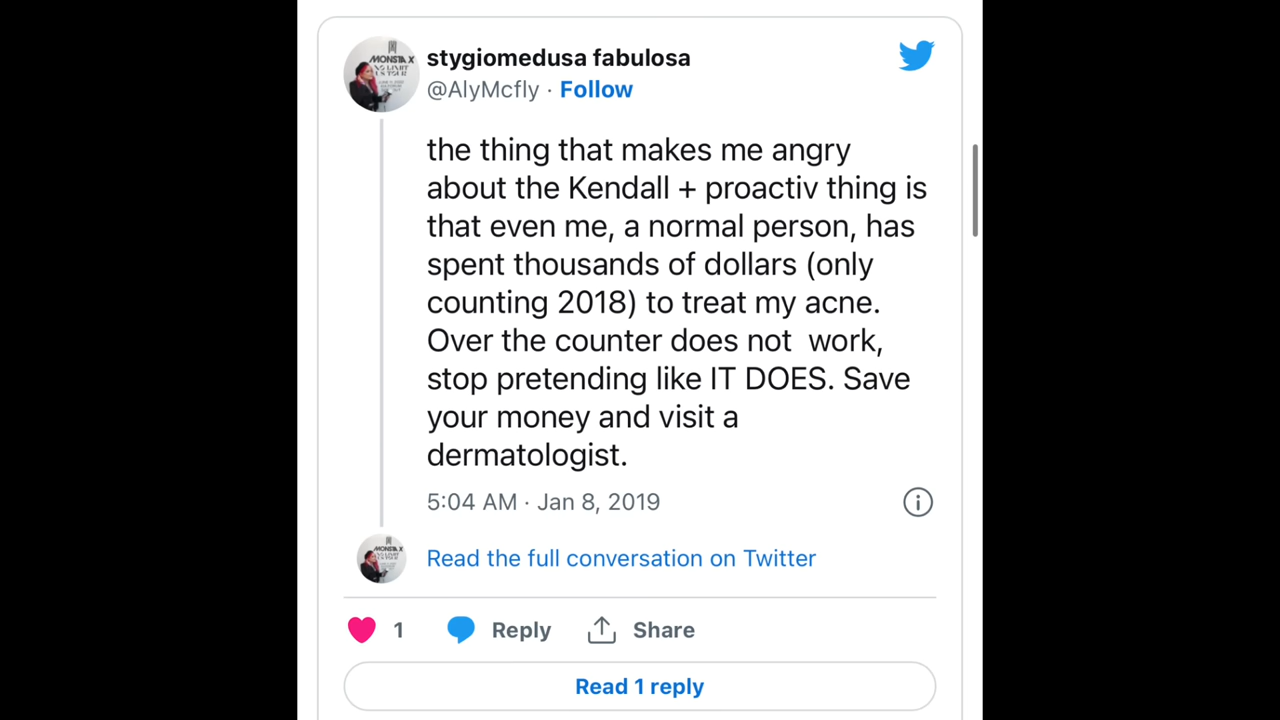 stygiomedusa fabulosa
@AlyMcfly · Follow
the thing that makes me angry
about the Kendall + proactiv thing is
that even me, a normal person, has
spent thousands of dollars (only
counting 2018) to treat my acne.
Over the counter does not  work,
stop pretending like IT DOES. Save
your money and visit a
dermatologist.
5:04 AM · Jan 8, 2019
Read the full conversation on Twitter
1 Reply Share
Read 1 reply